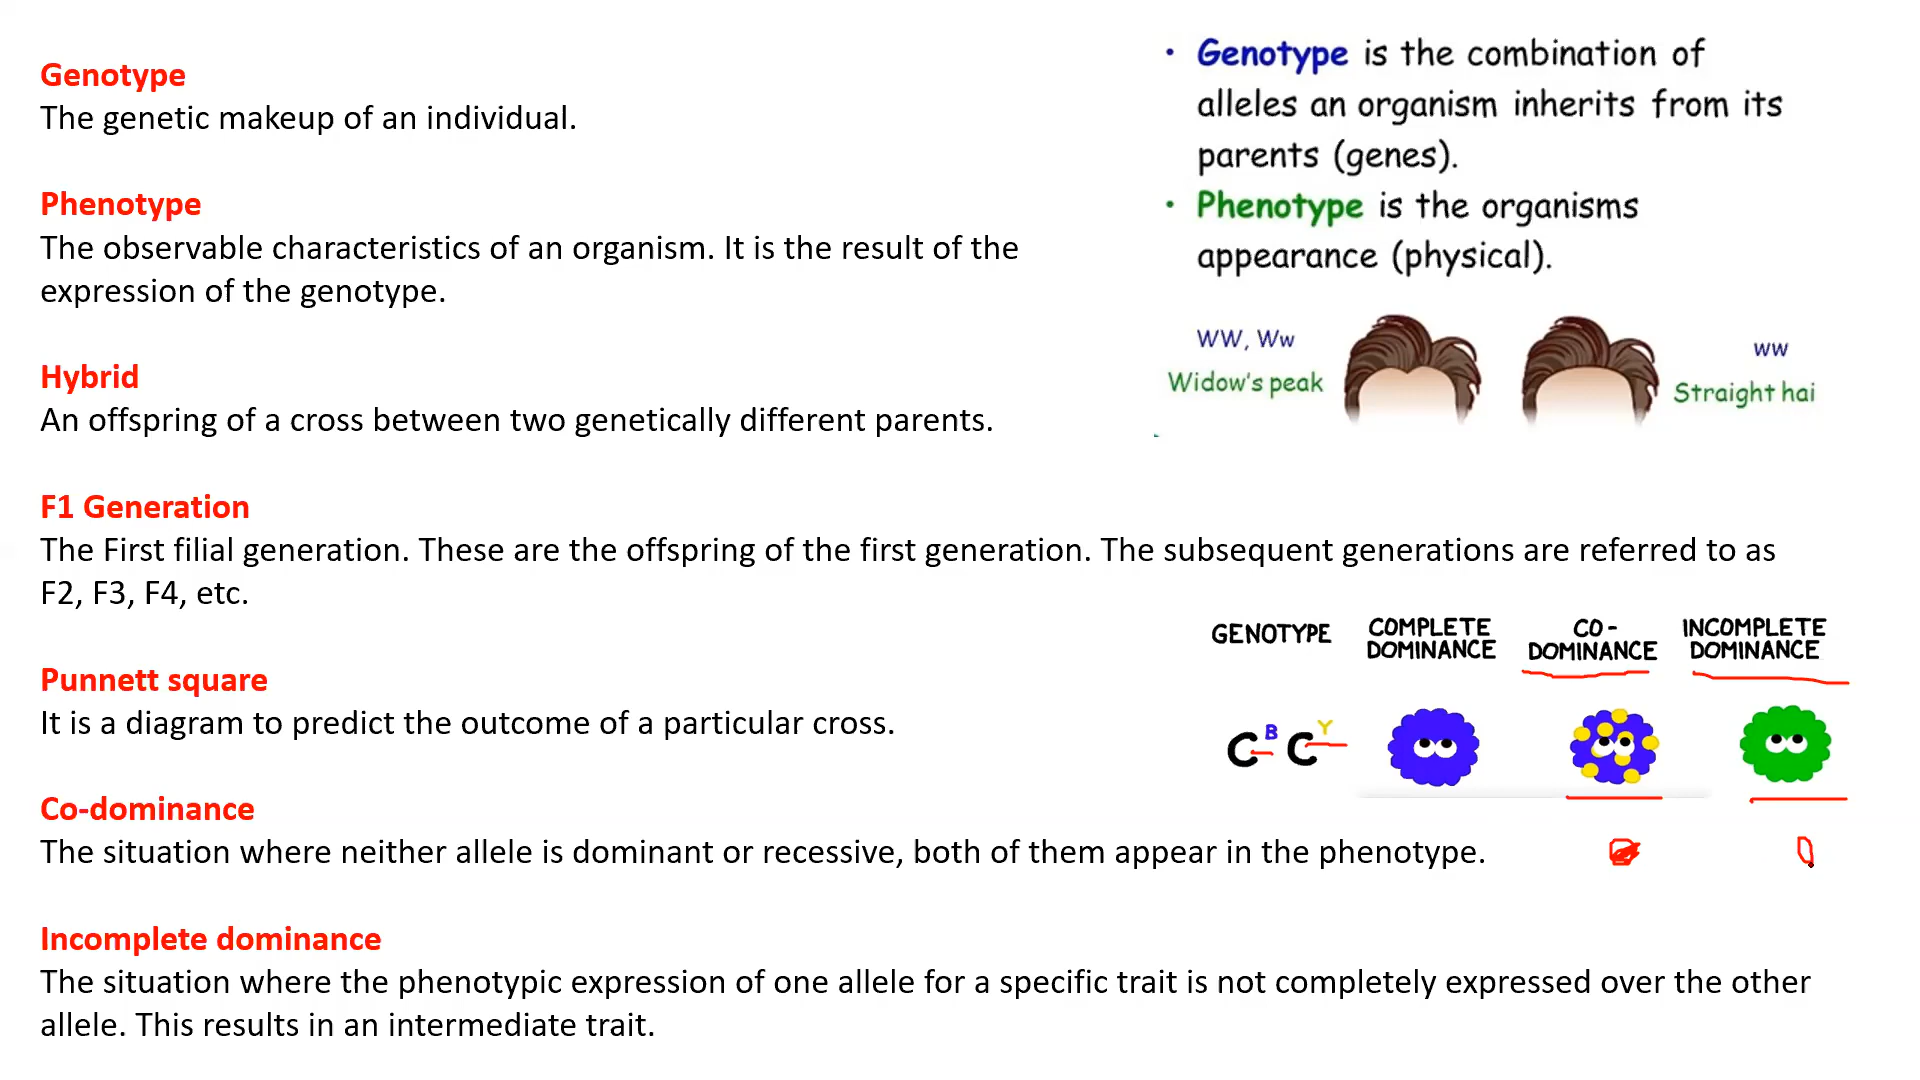 Genotype
The genetic makeup of an individual.
Phenotype
The observable characteristics of an organism. It is the result of the
expression of the genotype.
Hybrid
An offspring of a cross between two genetically different parents.
F1 Generation
The First filial generation. These are the offspring of the first generation. The subsequent generations are referred to as
F2, F3, F4, etc.
Punnett square
It is a diagram to predict the outcome of a particular cross.
Co-dominance
The situation where neither allele is dominant or recessive, both of them appear in the phenotype.
Incomplete dominance
The situation where the phenotypic expression of one allele for a specific trait is not completely expressed over the other
allele. This results in an intermediate trait.
• Genotype is the combination of
alleles an organism inherits from its
parents (genes).
• Phenotype is the organisms
appearance (physical).
WW, Ww
Widow's peak
ww
Straight hai
GENOTYPE
COMPLETE
DOMINANCE
CO-
DOMINANCE
INCOMPLETE
DOMINANCE
C^B C^Y